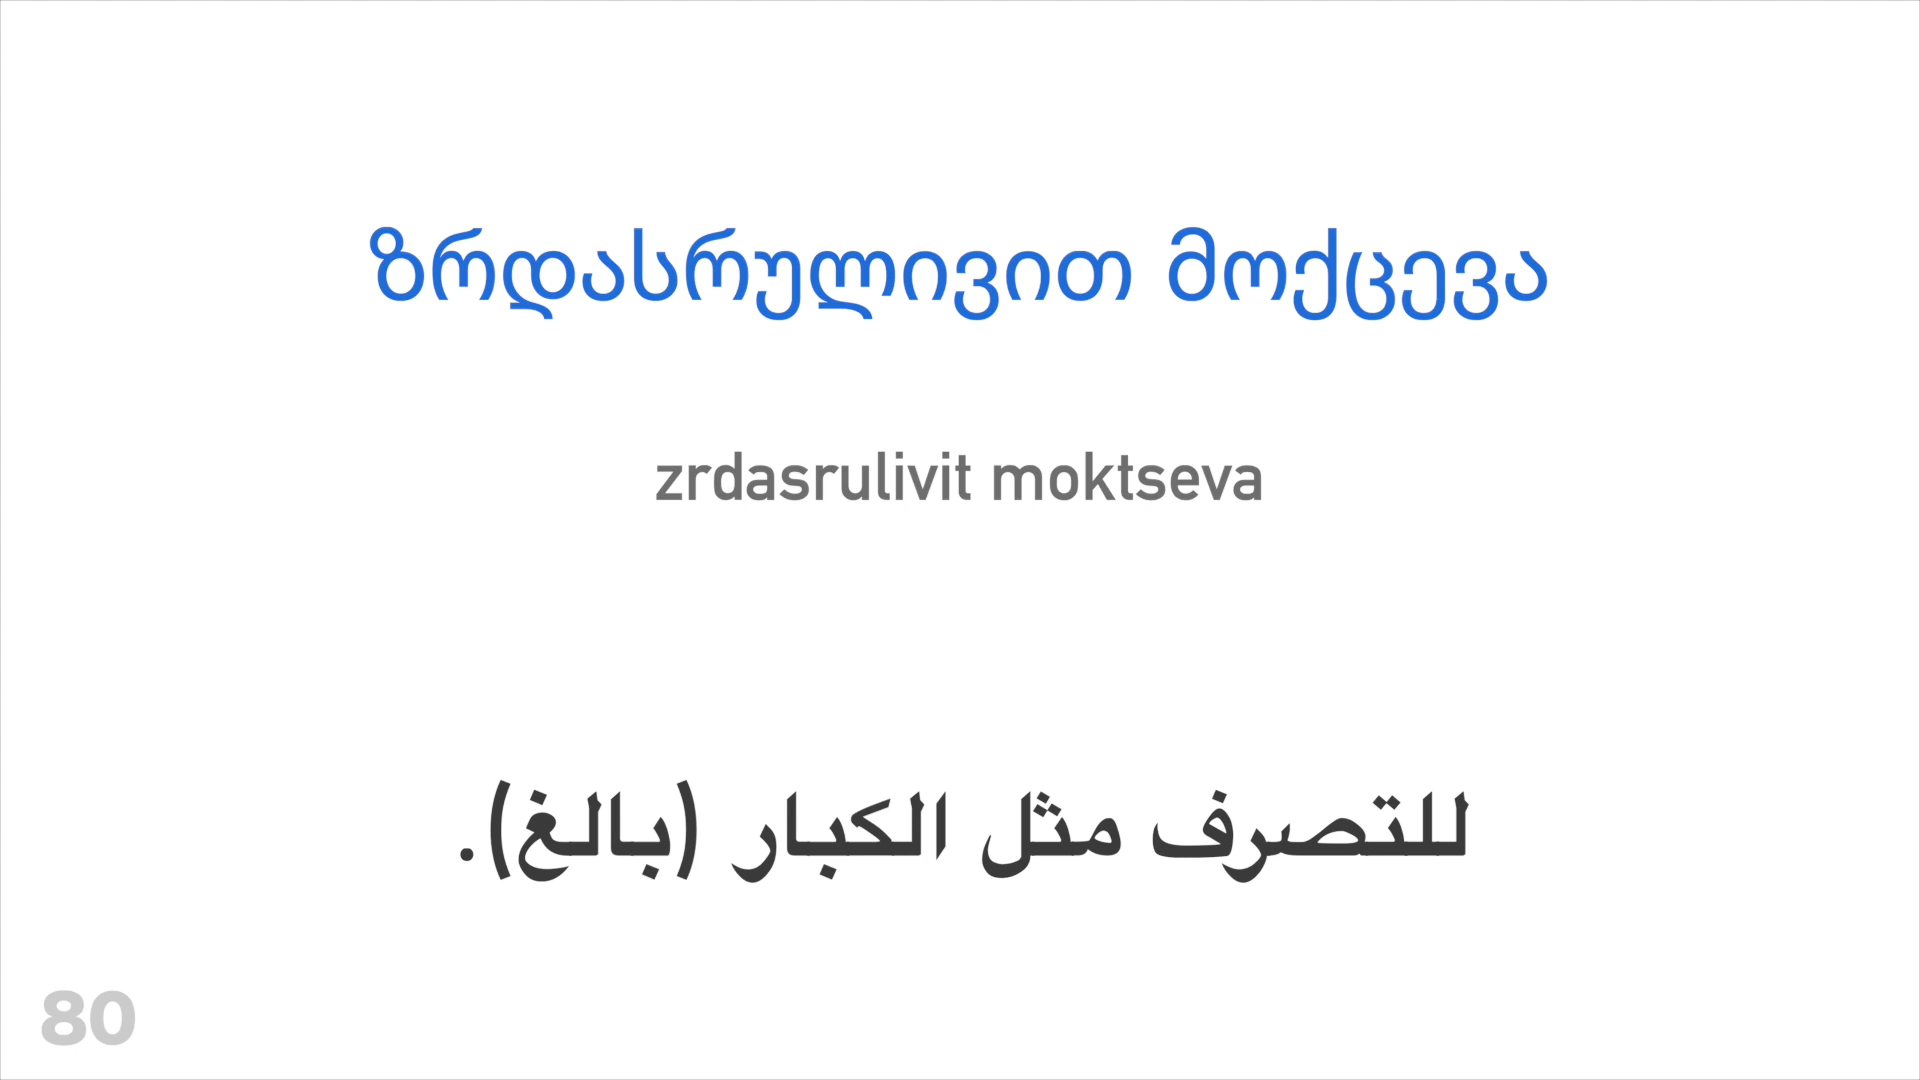 ზრდასრულივით მოქცევა
zrdasrulivit moktseva
للتصرف مثل الكبار (بالغ).
80